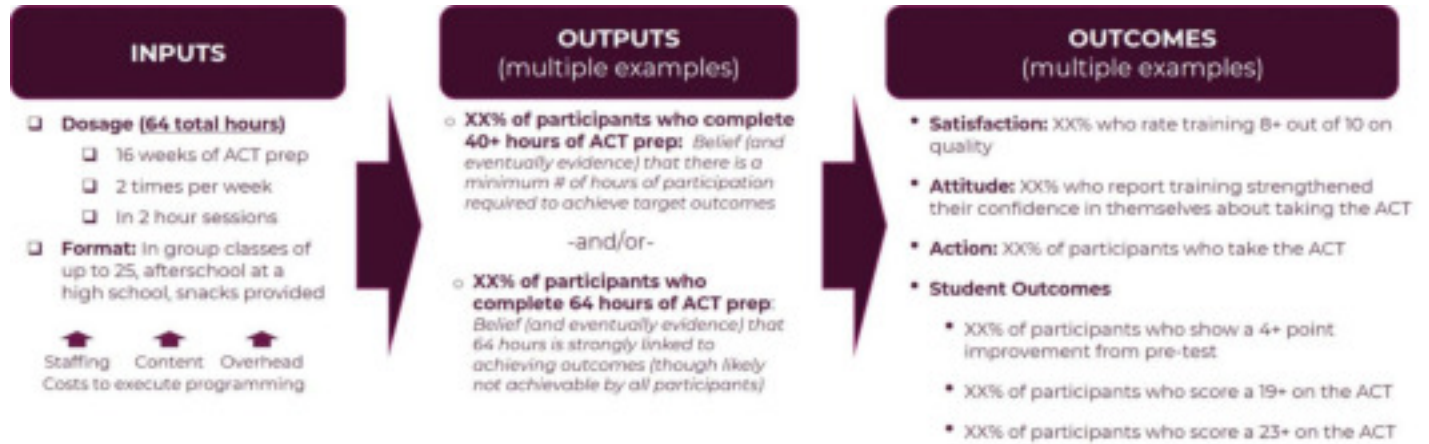 INPUTS
Dosage (64 total hours)
16 weeks of ACT prep
2 times per week
In 2 hour sessions
Format: In group classes of
up to 25, afterschool at a
high school, snacks provided
Staffing Content Overhead
Costs to execute programming
OUTPUTS
(multiple examples)
XX% of participants who complete
40+ hours of ACT prep: Belief (and
eventually evidence) that there is a
minimum # of hours of participation
required to achieve target outcomes
-and/or-
XX% of participants who
complete 64 hours of ACT prep:
Belief (and eventually evidence) that
64 hours is strongly linked to
achieving outcomes (though likely
not achievable by all participants)
OUTCOMES
(multiple examples)
Satisfaction: XX% who rate training 8+ out of 10 on
quality
Attitude: XX% who report training strengthened
their confidence in themselves about taking the ACT
Action: XX% of participants who take the ACT
Student Outcomes
XX% of participants who show a 4+ point
improvement from pre-test
XX% of participants who score a 19+ on the ACT
XX% of participants who score a 23+ on the ACT